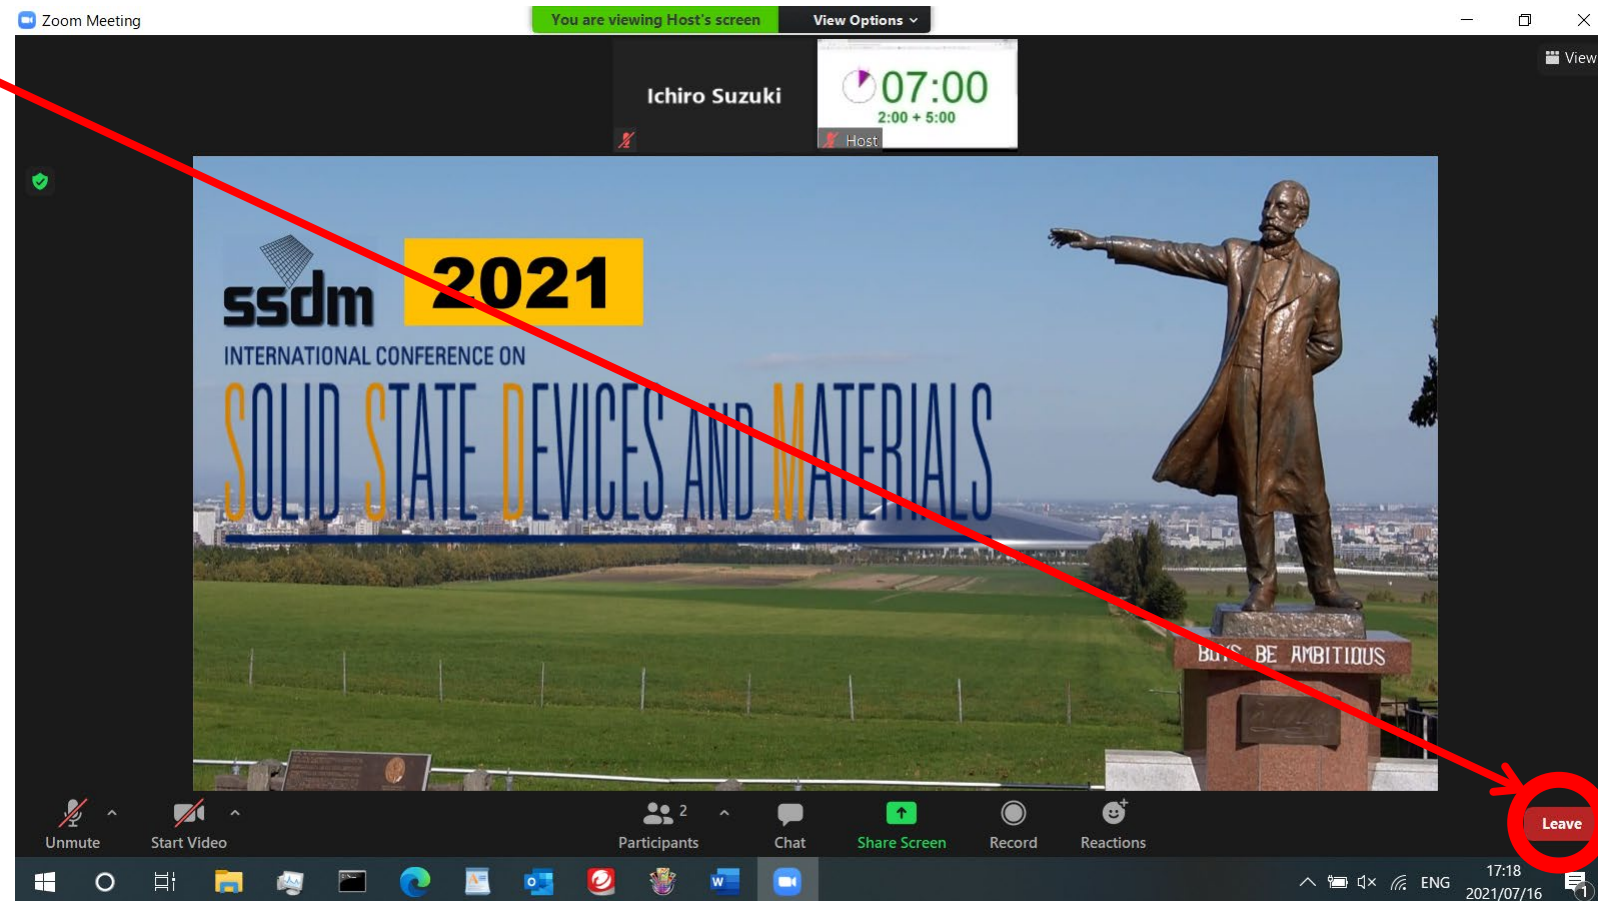 Zoom Meeting
You are viewing Host's screen
View Options
View
Ichiro Suzuki
07:00
2:00 + 5:00
Host
ssdm
2021
INTERNATIONAL CONFERENCE ON
SOLID STATE DEVICES AND MATERIALS
BOYS BE AMBITIOUS
Unmute
Start Video
2
Participants
Chat
Share Screen
Record
Reactions
Leave
ENG
17:18
2021/07/16
1